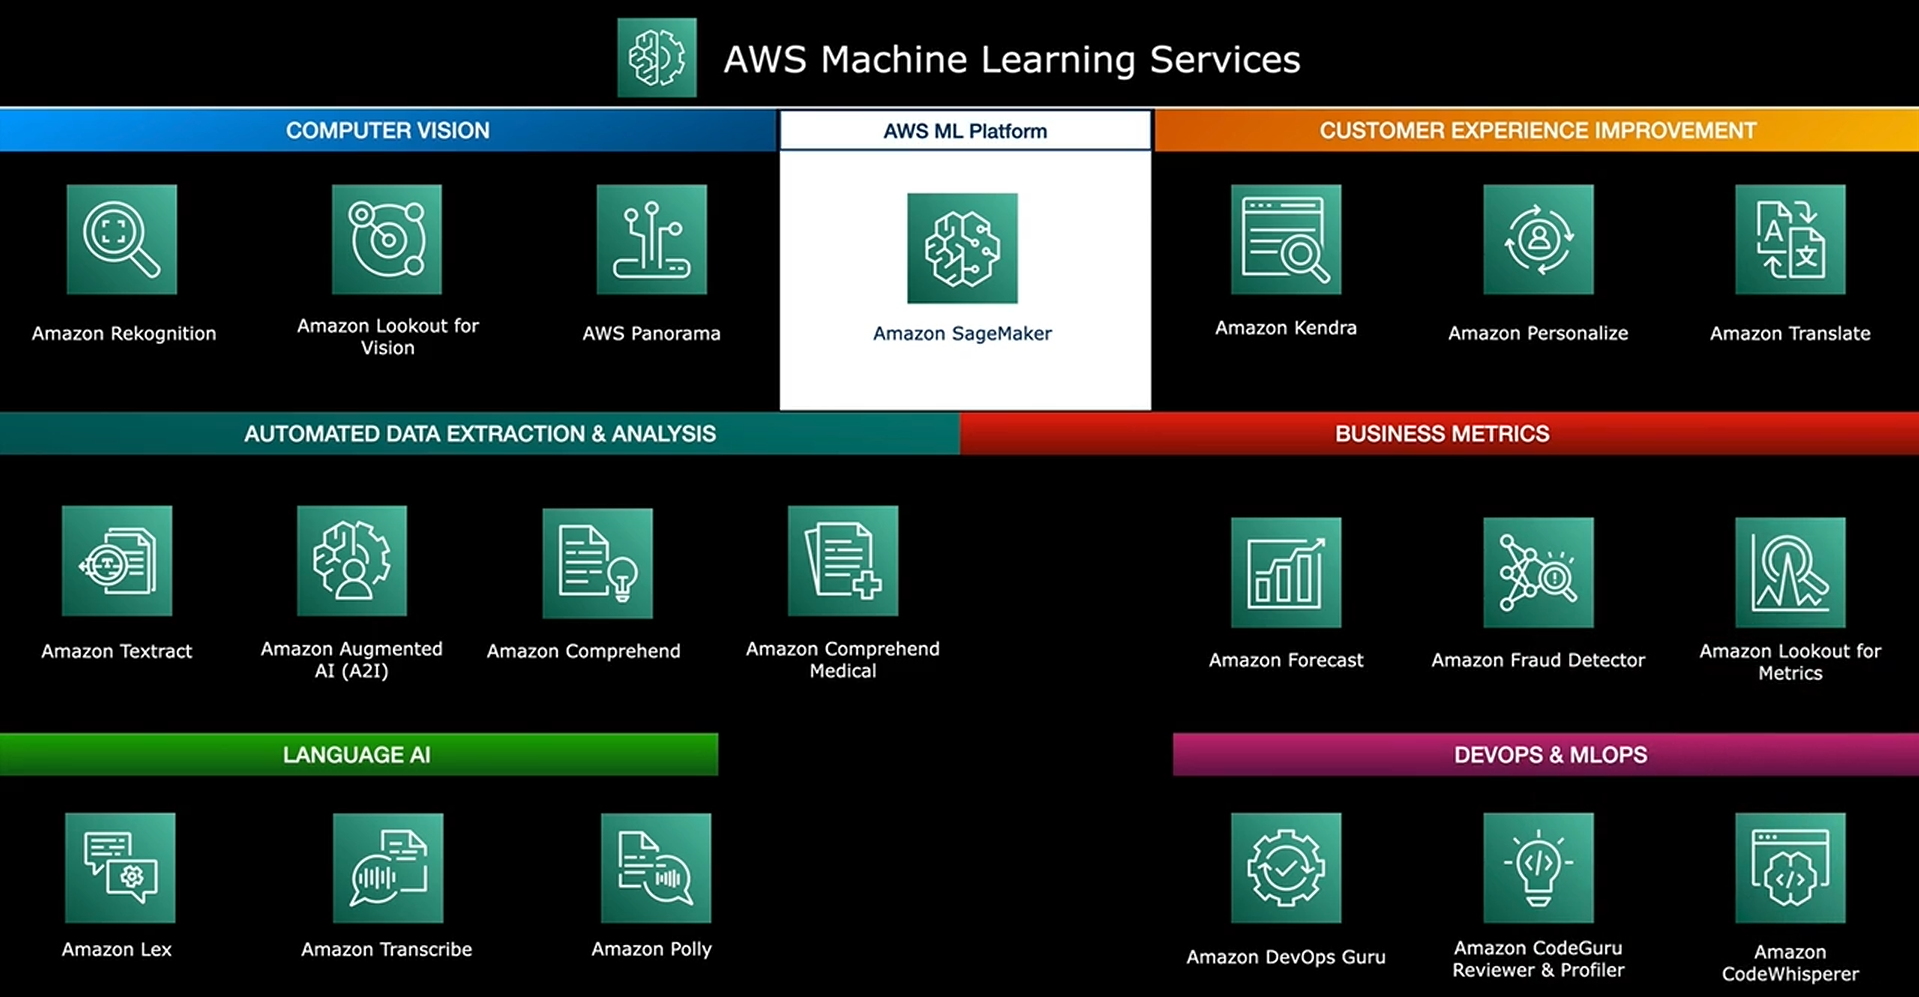 AWS Machine Learning Services
COMPUTER VISION
Amazon Rekognition
Amazon Lookout for
Vision
AWS Panorama
AWS ML Platform
Amazon SageMaker
CUSTOMER EXPERIENCE IMPROVEMENT
Amazon Kendra
Amazon Personalize
Amazon Translate
AUTOMATED DATA EXTRACTION & ANALYSIS
Amazon Textract
Amazon Augmented
AI (A2I)
Amazon Comprehend
Amazon Comprehend
Medical
BUSINESS METRICS
Amazon Forecast
Amazon Fraud Detector
Amazon Lookout for
Metrics
LANGUAGE AI
Amazon Lex
Amazon Transcribe
Amazon Polly
DEVOPS & MLOPS
Amazon DevOps Guru
Amazon CodeGuru
Reviewer & Profiler
Amazon
CodeWhisperer